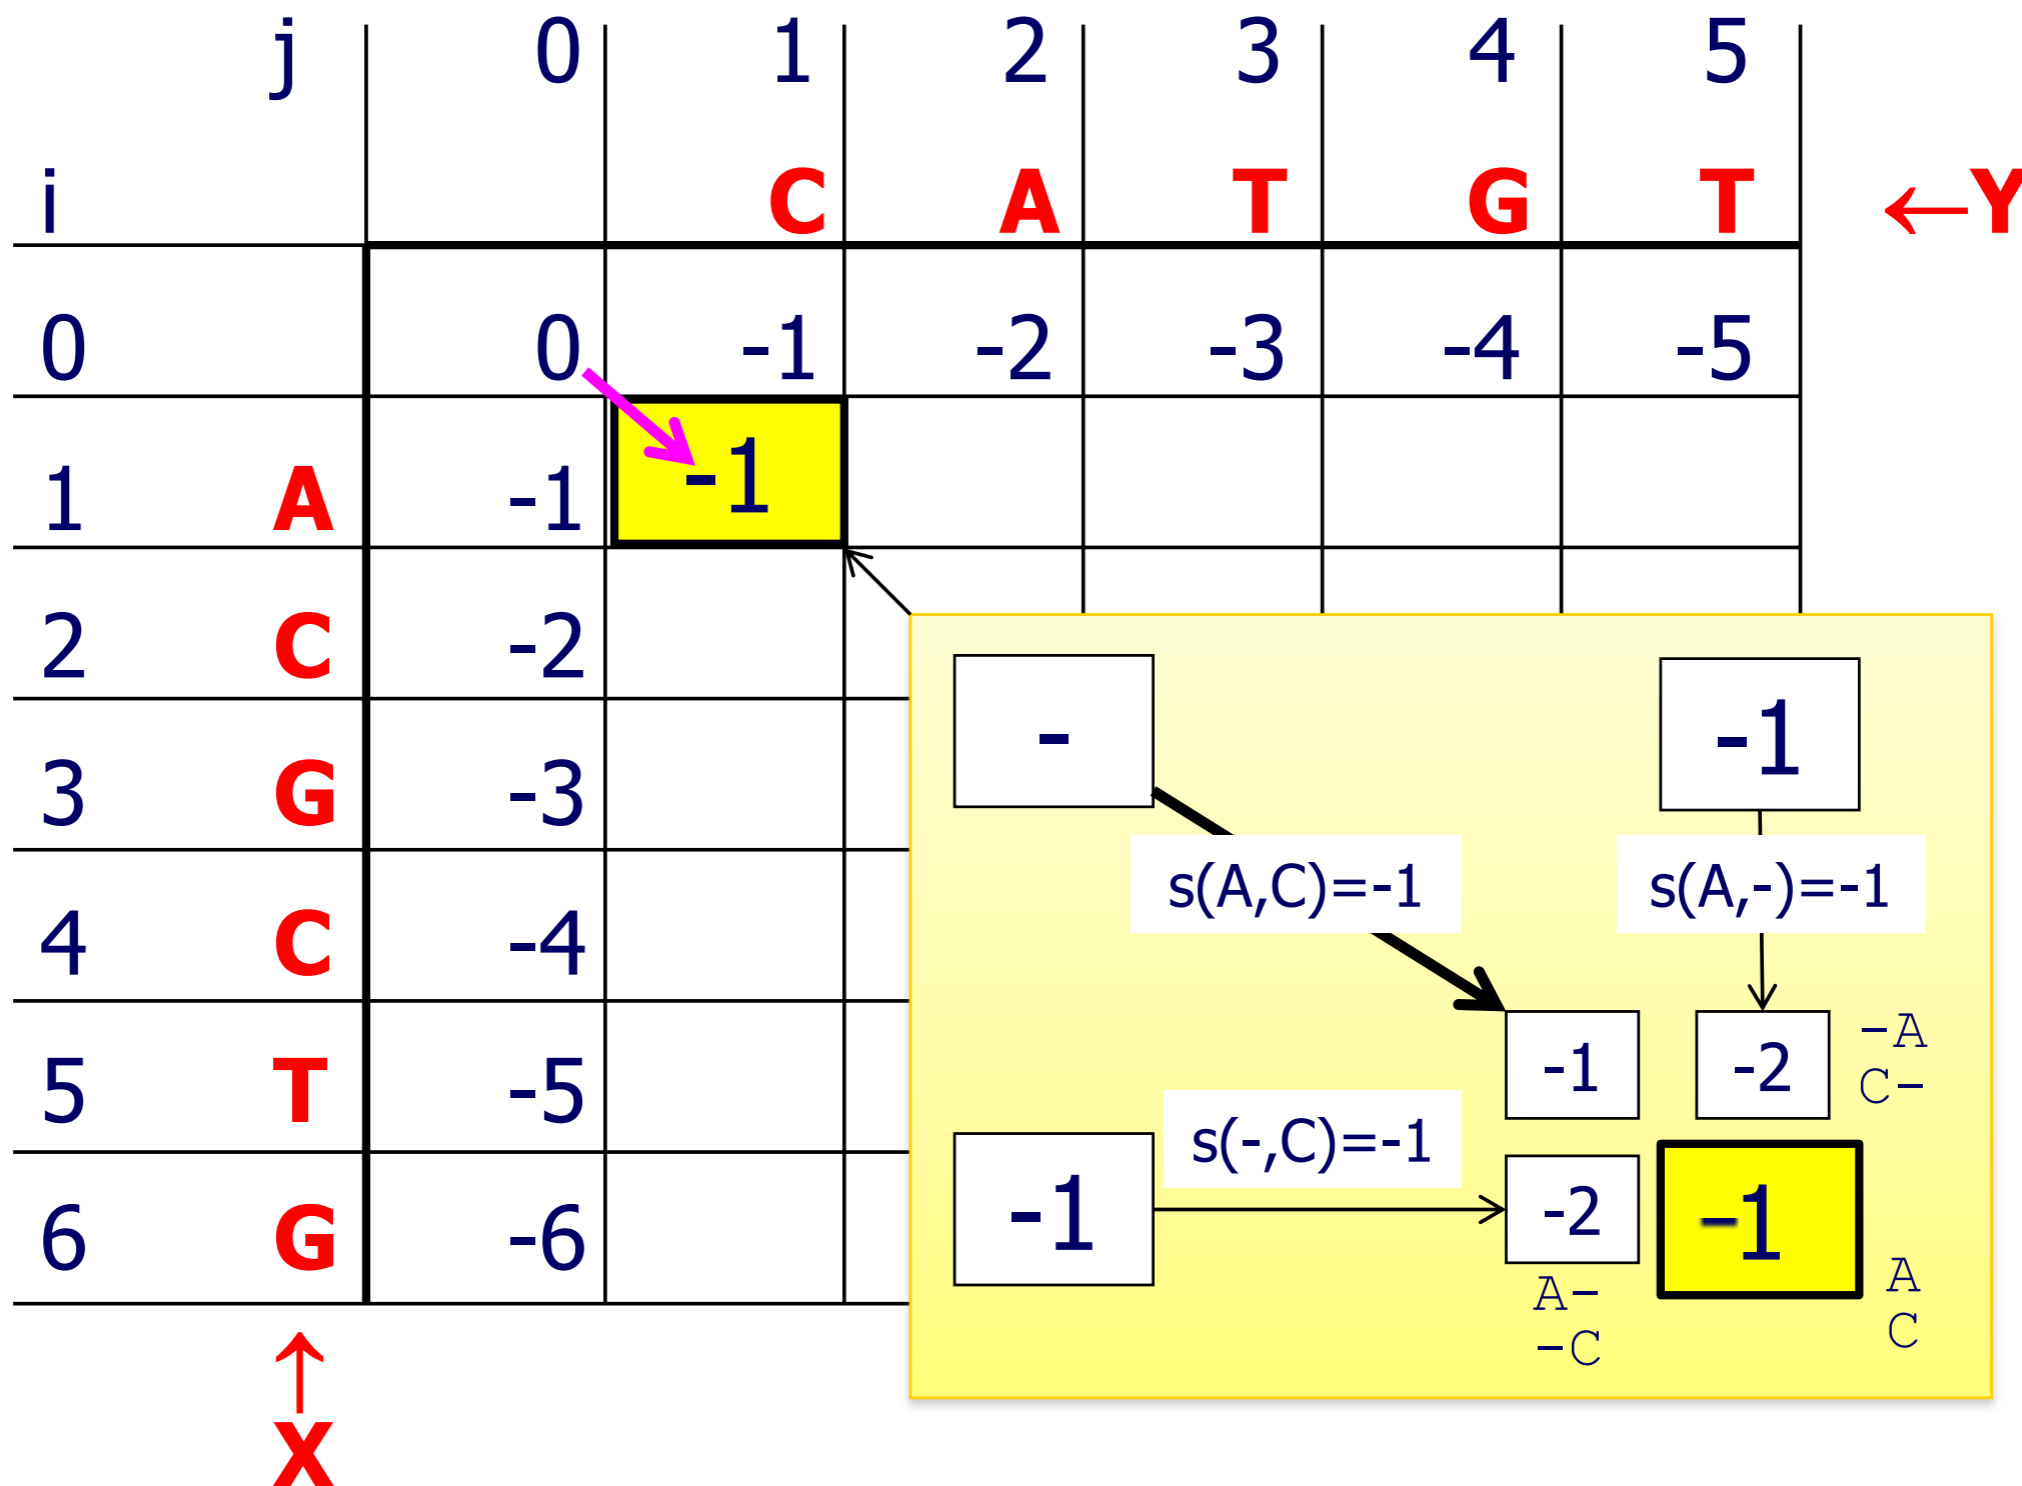 j 0 1 2 3 4 5
i C A T G T ←Y
0 0 -1 -2 -3 -4 -5
1 A -1 -1
2 C -2
3 G -3
4 C -4
5 T -5
6 G -6
↑
X
- -1
s(A,C)=-1 s(A,-)=-1
-1 -2 -A
C-
s(-,C)=-1
-1 -2 -1
A-
-C
A
C